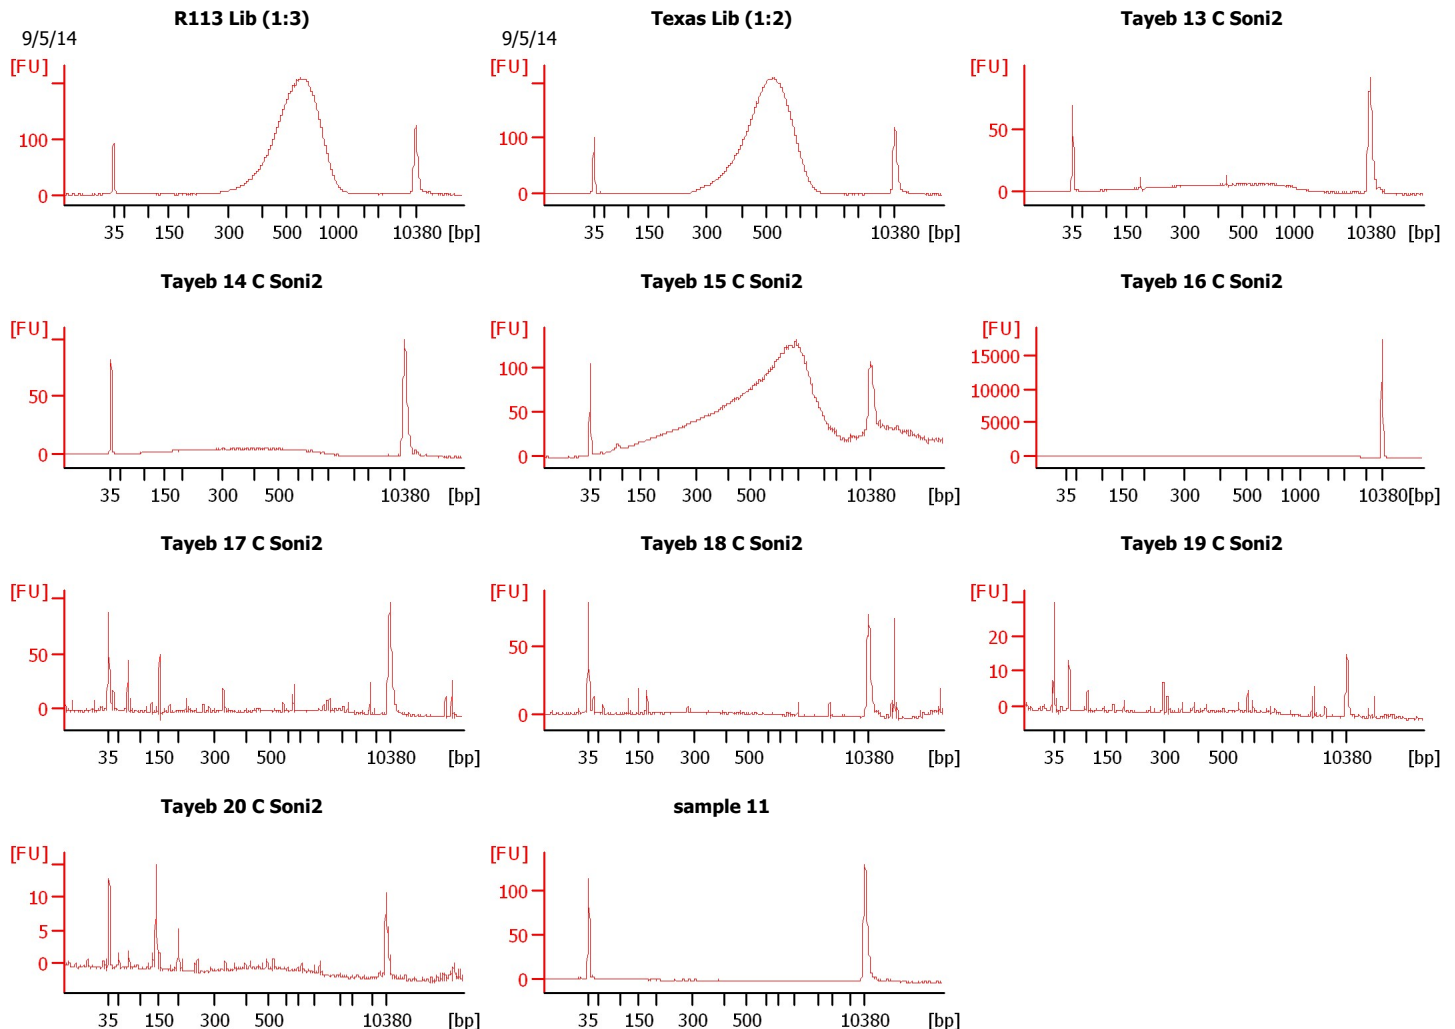 R113 Lib (1:3)
9/5/14
[FU]
100
0
35 150 300 500 1000 10380 [bp]
Texas Lib (1:2)
9/5/14
[FU]
100
0
35 150 300 500 10380 [bp]
Tayeb 13 C Soni2
[FU]
50
0
35 150 300 500 1000 10380 [bp]
Tayeb 14 C Soni2
[FU]
50
0
35 150 300 500 10380 [bp]
Tayeb 15 C Soni2
[FU]
100
50
0
35 150 300 500 10380 [bp]
Tayeb 16 C Soni2
[FU]
15000
10000
5000
0
35 150 300 500 1000 10380[bp]
Tayeb 17 C Soni2
[FU]
50
0
35 150 300 500 10380 [bp]
Tayeb 18 C Soni2
[FU]
50
0
35 150 300 500 10380 [bp]
Tayeb 19 C Soni2
[FU]
20
10
0
35 150 300 500 10380 [bp]
Tayeb 20 C Soni2
[FU]
10
5
0
35 150 300 500 10380 [bp]
sample 11
[FU]
100
50
0
35 150 300 500 10380 [bp]